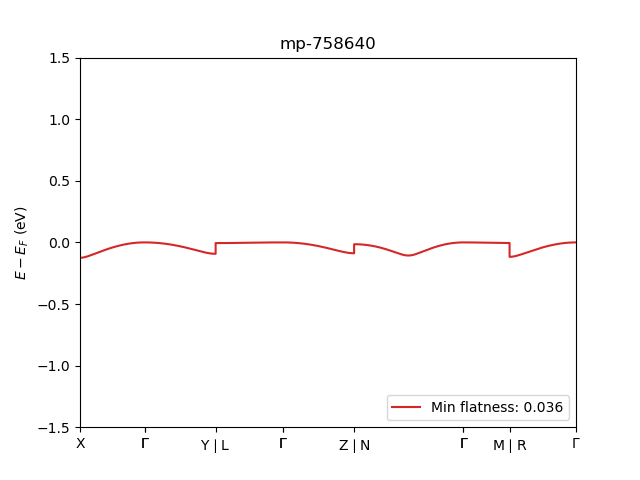 mp-758640
E − E_F (eV)
1.5
1.0
0.5
0.0
−0.5
−1.0
−1.5
Min flatness: 0.036
X Γ Y | L Γ Z | N Γ M | R Γ